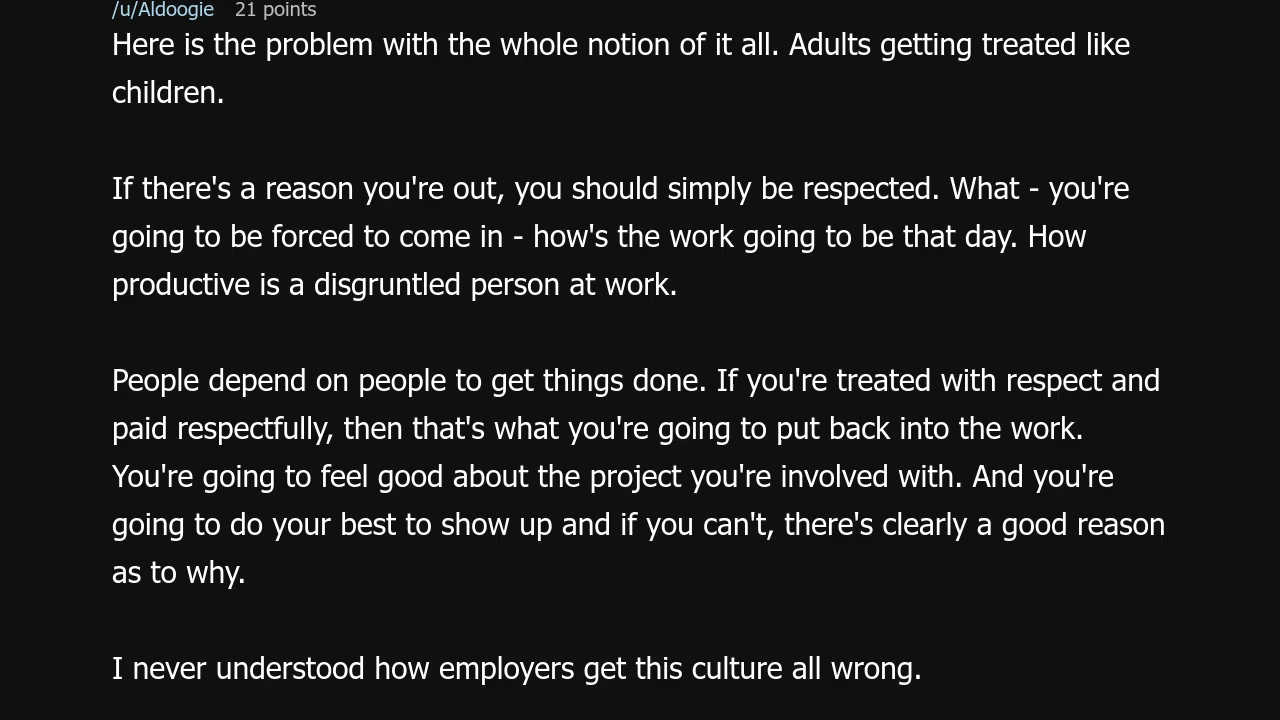 /u/Aldoogie 21 points
Here is the problem with the whole notion of it all. Adults getting treated like
children.
If there's a reason you're out, you should simply be respected. What - you're
going to be forced to come in - how's the work going to be that day. How
productive is a disgruntled person at work.
People depend on people to get things done. If you're treated with respect and
paid respectfully, then that's what you're going to put back into the work.
You're going to feel good about the project you're involved with. And you're
going to do your best to show up and if you can't, there's clearly a good reason
as to why.
I never understood how employers get this culture all wrong.